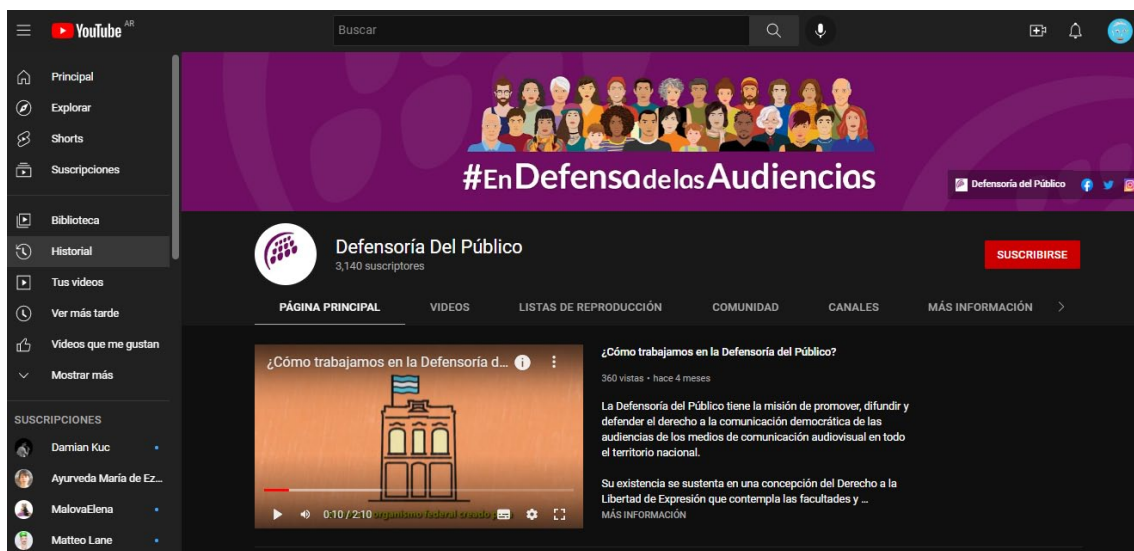 YouTube AR
Buscar
Principal
Explorar
Shorts
Suscripciones
Biblioteca
Historial
Tus videos
Ver más tarde
Videos que me gustan
Mostrar más
SUSCRIPCIONES
Damian Kuc
Ayurveda María de Ez...
MalovaElena
Matteo Lane
#EnDefensadelasAudiencias
Defensoría del Público
Defensoría Del Público
3,140 suscriptores
SUSCRIBIRSE
PÁGINA PRINCIPAL VIDEOS LISTAS DE REPRODUCCIÓN COMUNIDAD CANALES MÁS INFORMACIÓN
¿Cómo trabajamos en la Defensoría d...
organismo federal creado
0:10 / 2:10
¿Cómo trabajamos en la Defensoría del Público?
360 vistas • hace 4 meses
La Defensoría del Público tiene la misión de promover, difundir y
defender el derecho a la comunicación democrática de las
audiencias de los medios de comunicación audiovisual en todo
el territorio nacional.
Su existencia se sustenta en una concepción del Derecho a la
Libertad de Expresión que contempla las facultades y ...
MÁS INFORMACIÓN